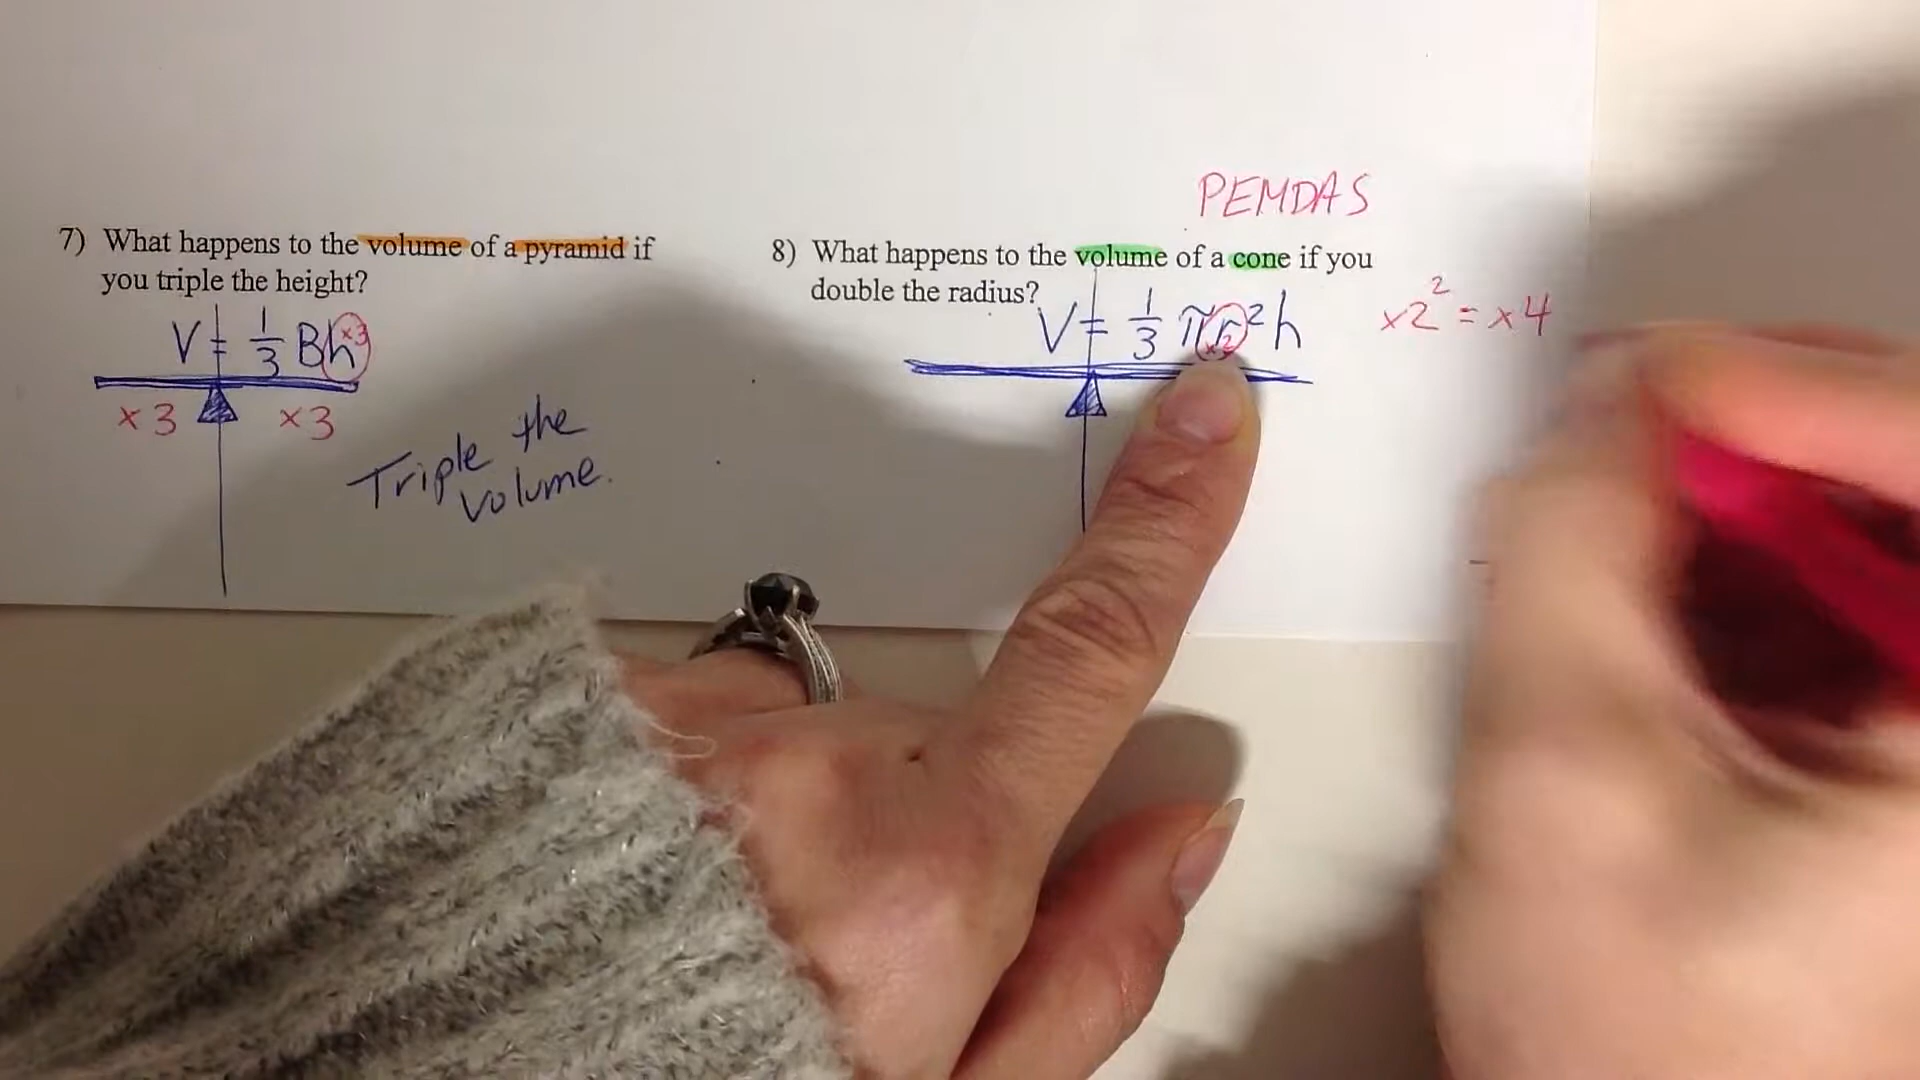 7) What happens to the volume of a pyramid if
you triple the height?
V = 1/3 Bh ×3
×3 ×3
Triple the
volume.
PEMDAS
8) What happens to the volume of a cone if you
double the radius?
V = 1/3 πr²h
×2
×2² = ×4